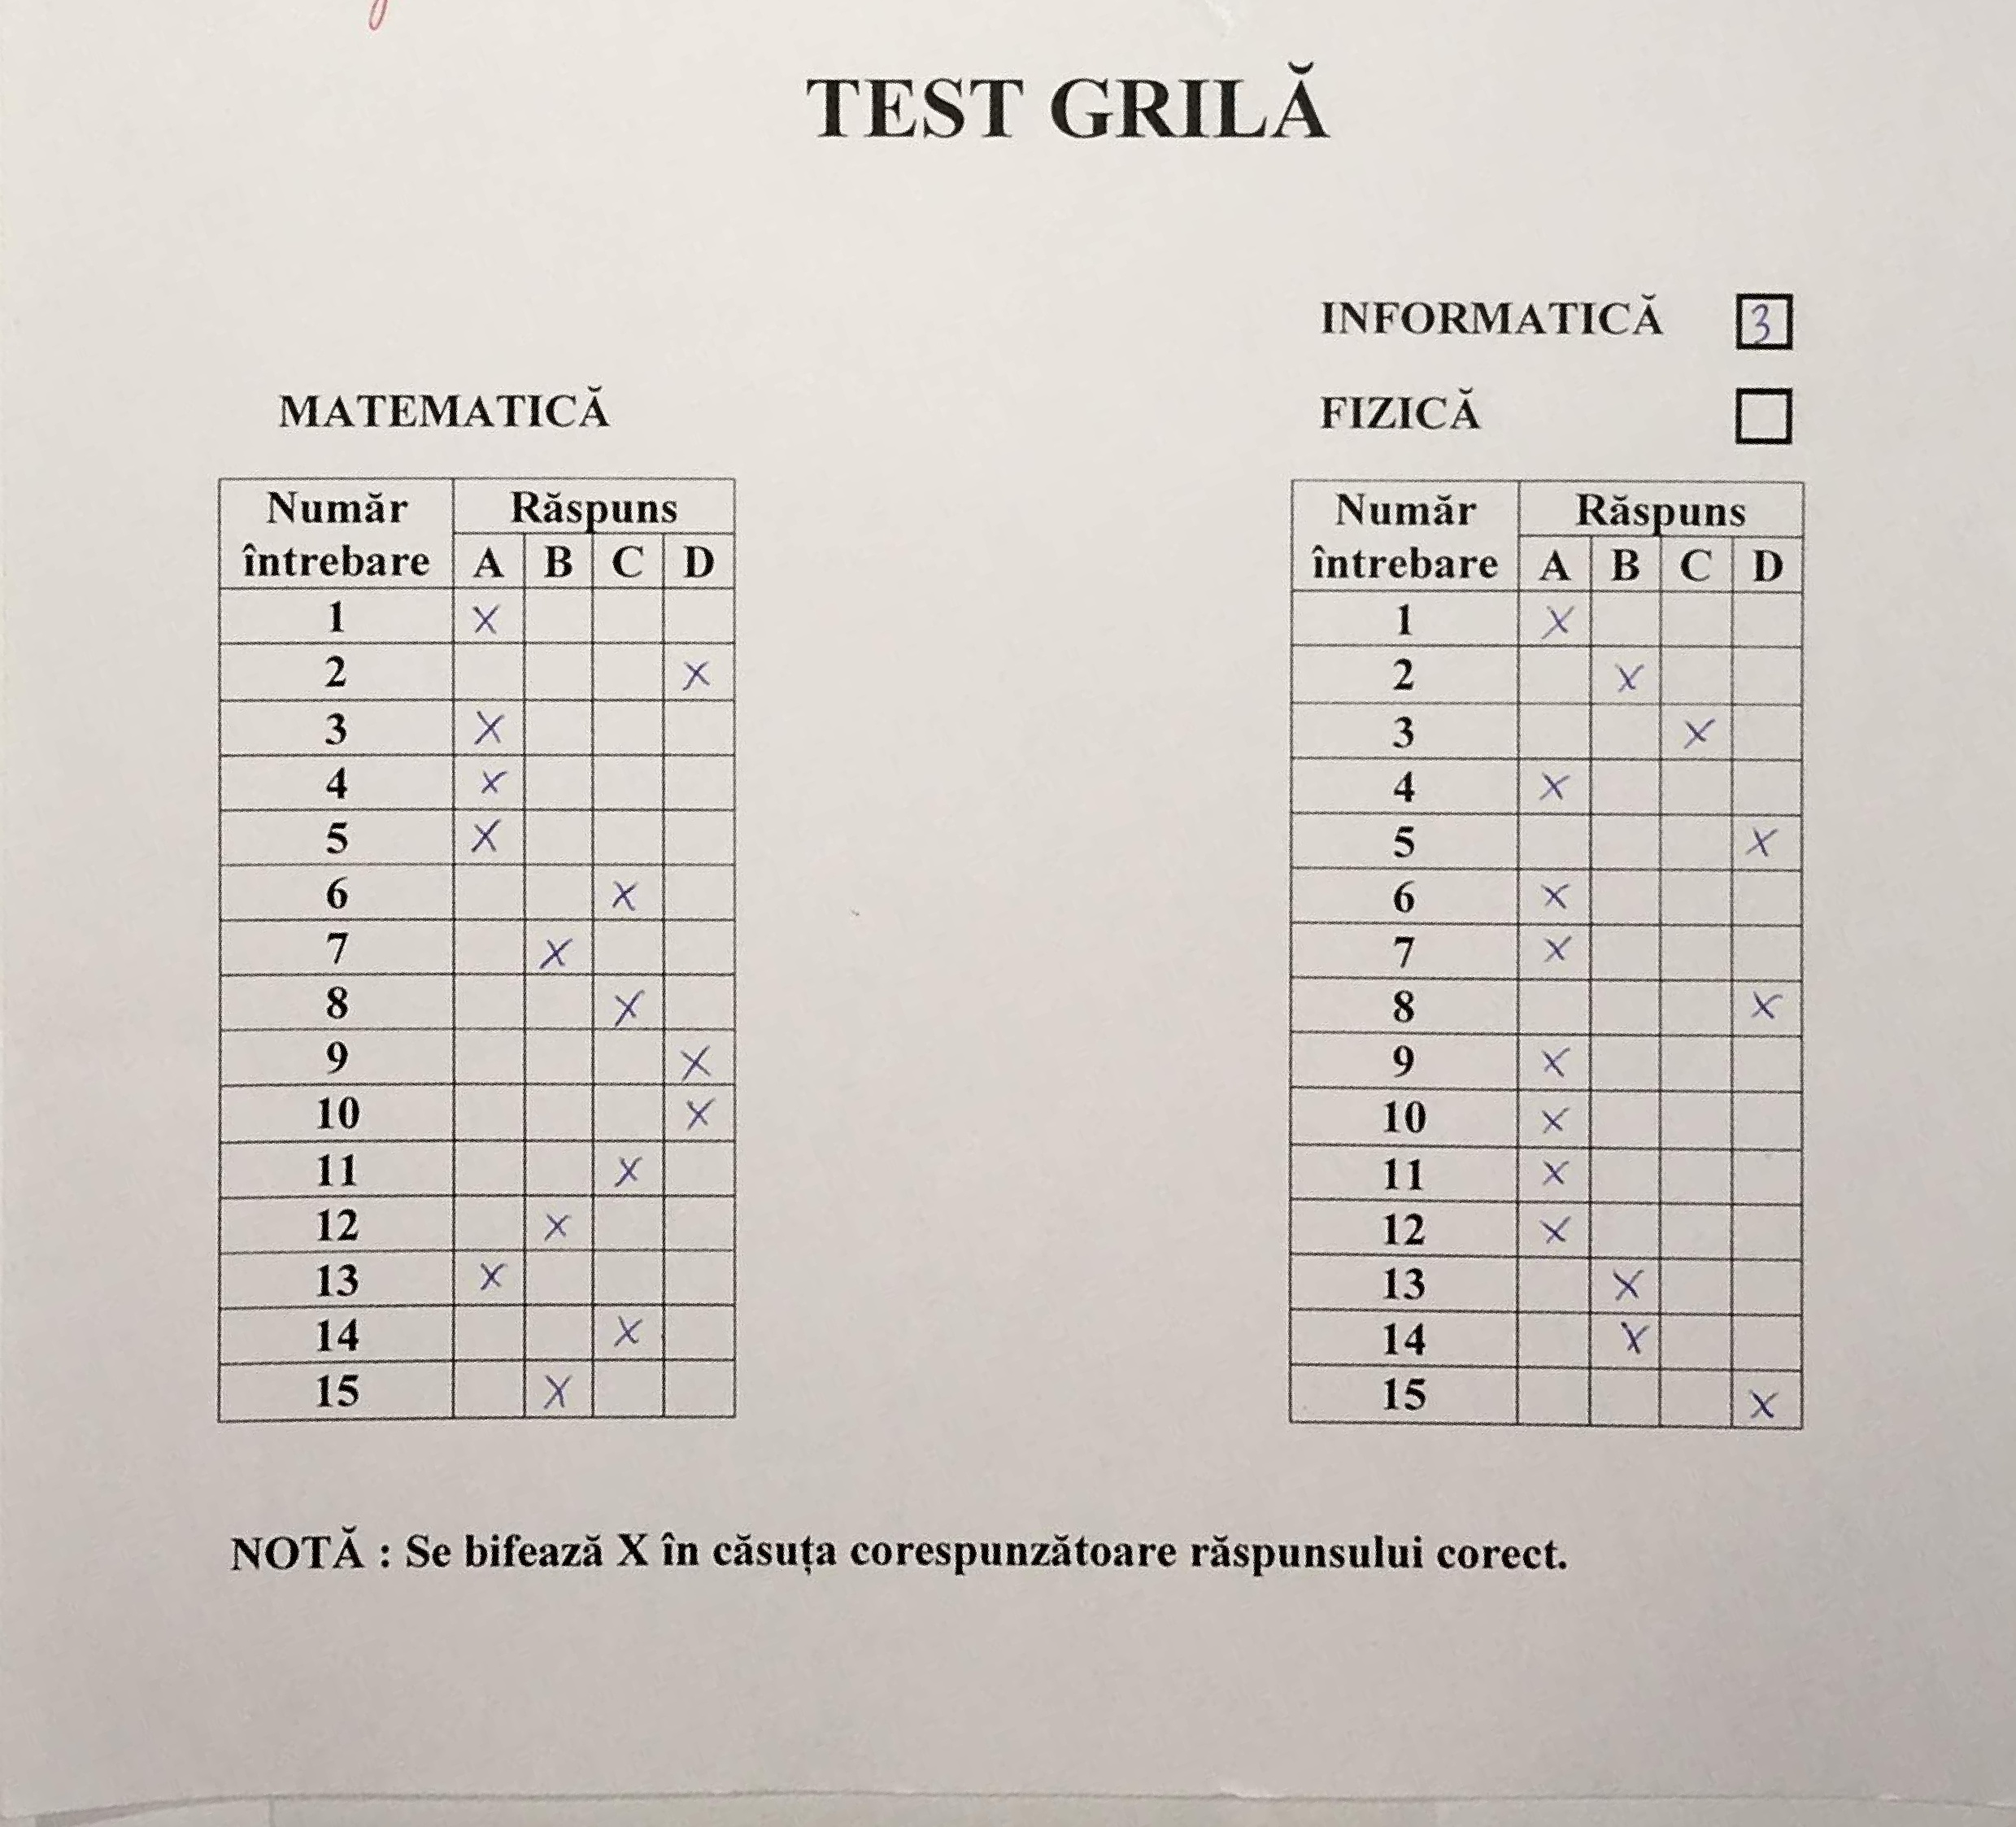 TEST GRILĂ
INFORMATICĂ 3
FIZICĂ
MATEMATICĂ
Număr întrebare Răspuns
A B C D
1 X
2 X
3 X
4 X
5 X
6 X
7 X
8 X
9 X
10 X
11 X
12 X
13 X
14 X
15 X
Număr întrebare Răspuns
A B C D
1 X
2 X
3 X
4 X
5 X
6 X
7 X
8 X
9 X
10 X
11 X
12 X
13 X
14 X
15 X
NOTĂ : Se bifează X în căsuța corespunzătoare răspunsului corect.